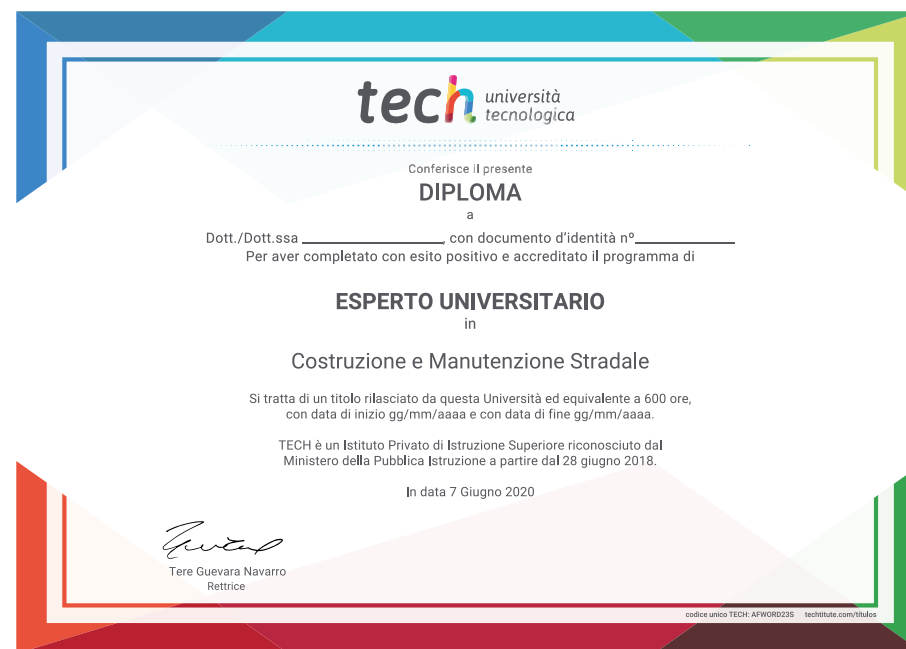 tech università
tecnologica
Conferisce il presente
DIPLOMA
a
Dott./Dott.ssa ____________________, con documento d'identità nº______________
Per aver completato con esito positivo e accreditato il programma di
ESPERTO UNIVERSITARIO
in
Costruzione e Manutenzione Stradale
Si tratta di un titolo rilasciato da questa Università ed equivalente a 600 ore,
con data di inizio gg/mm/aaaa e con data di fine gg/mm/aaaa.
TECH è un Istituto Privato di Istruzione Superiore riconosciuto dal
Ministero della Pubblica Istruzione a partire dal 28 giugno 2018.
In data 7 Giugno 2020
Tere Guevara Navarro
Rettrice
codice unico TECH: AFWORD23S techtitute.com/titulos